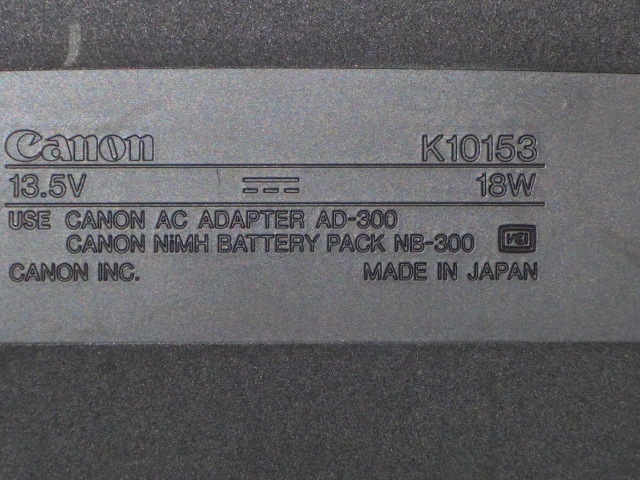 Canon K10153
13.5V 18W
USE CANON AC ADAPTER AD-300
CANON NiMH BATTERY PACK NB-300 VCI
CANON INC. MADE IN JAPAN